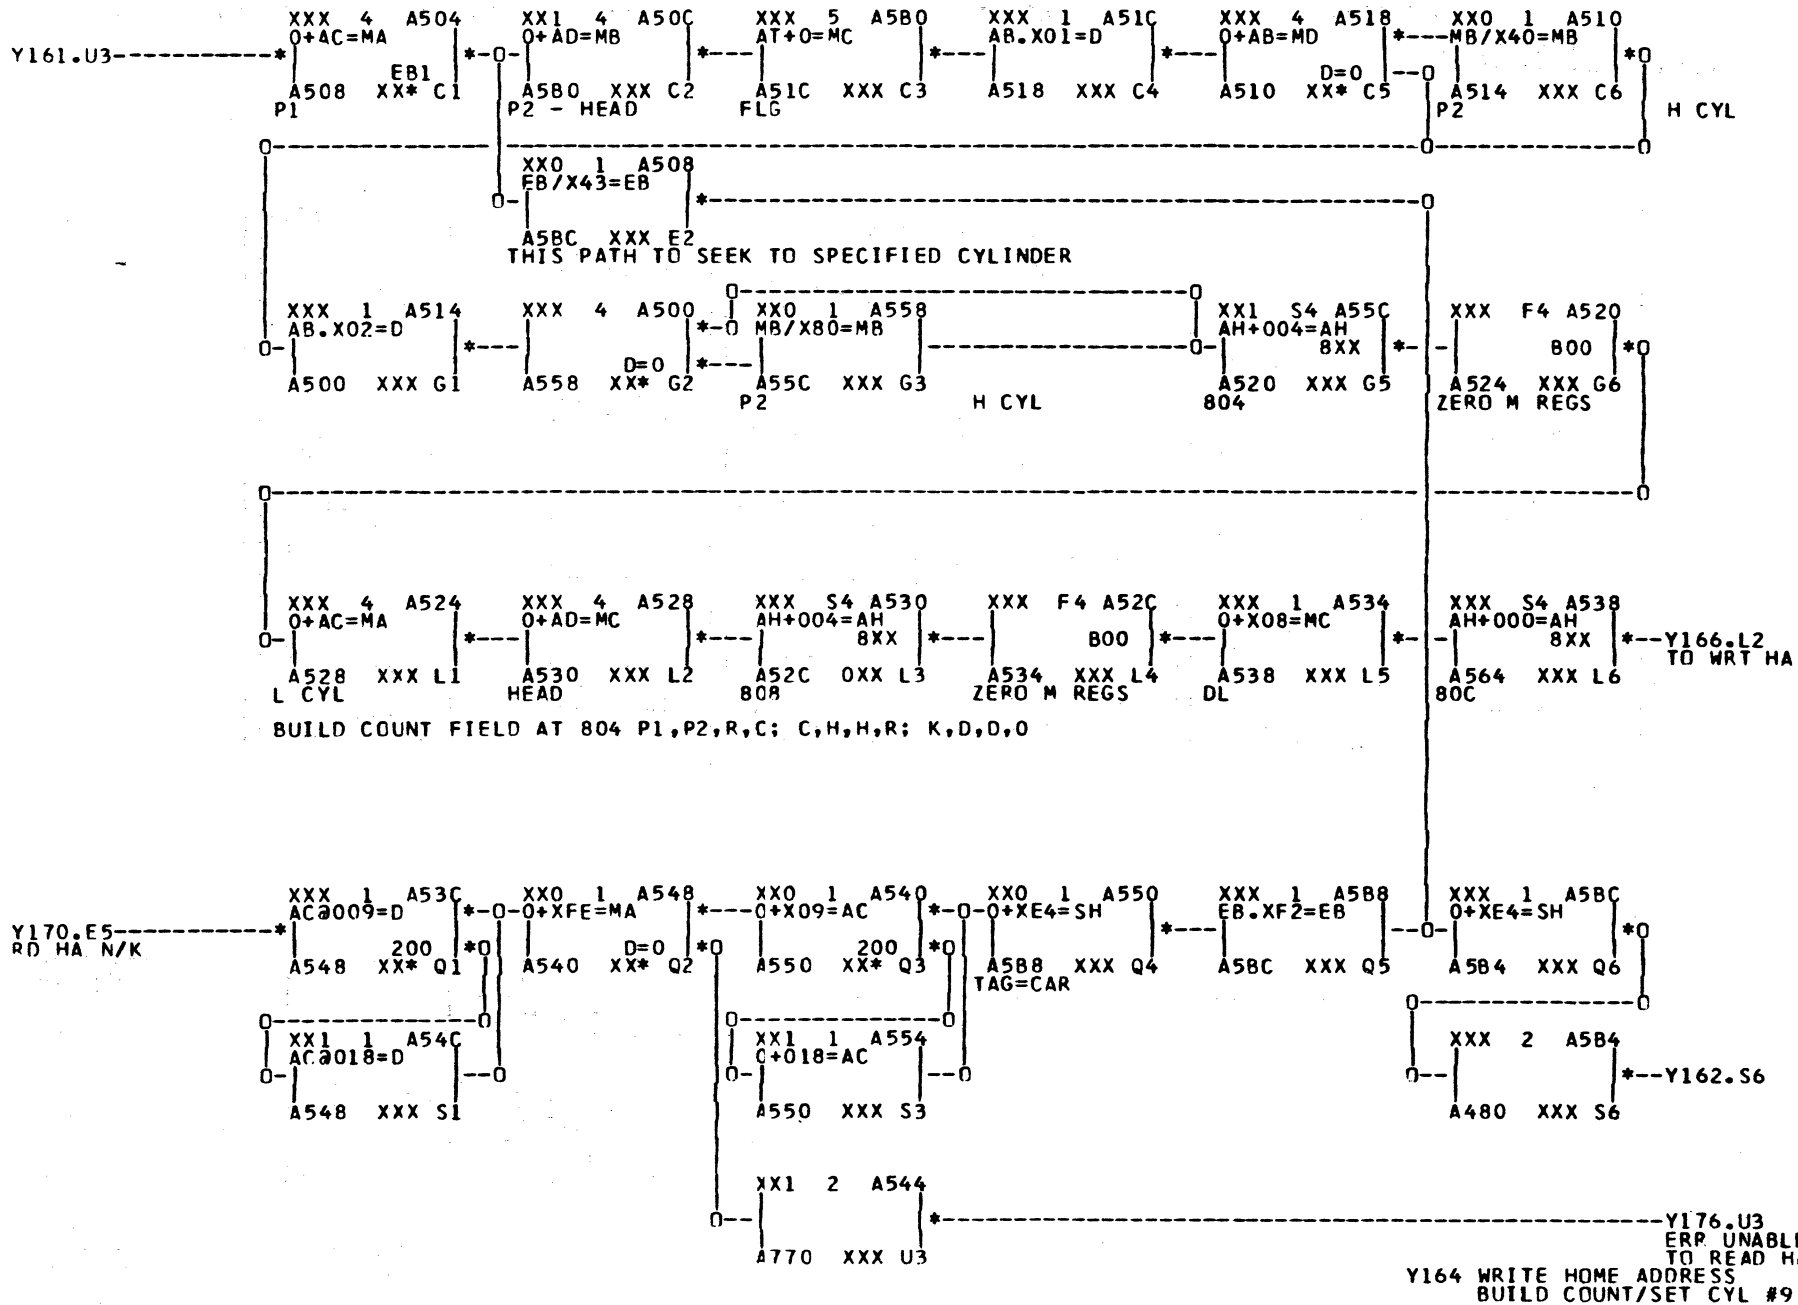 XXX 4 A504 XX1 4 A50C XXX 5 A5B0 XXX 1 A51C XXX 4 A518 XX0 1 A510
0+AC=MA 0+AD=MB AT+0=MC AB.X01=D 0+AB=MD MB/X40=MB
Y161.U3
EB1 D=0
A508 XX* C1 A5B0 XXX C2 A51C XXX C3 A518 XXX C4 A510 XX* C5 A514 XXX C6
P1 P2 - HEAD FLG P2 H CYL
XX0 1 A508
EB/X43=EB
A5BC XXX E2
THIS PATH TO SEEK TO SPECIFIED CYLINDER
XXX 1 A514 XXX 4 A500 XX0 1 A558 XX1 S4 A55C XXX F4 A520
AB.X02=D MB/X80=MB AH+004=AH
8XX B00
D=0
A500 XXX G1 A558 XX* G2 A55C XXX G3 A520 XXX G5 A524 XXX G6
P2 H CYL 804 ZERO M REGS
XXX 4 A524 XXX 4 A528 XXX S4 A530 XXX F4 A52C XXX 1 A534 XXX S4 A538
0+AC=MA 0+AD=MC AH+004=AH 0+X08=MC AH+000=AH
8XX B00 8XX Y166.L2
TO WRT HA
A528 XXX L1 A530 XXX L2 A52C 0XX L3 A534 XXX L4 A538 XXX L5 A564 XXX L6
L CYL HEAD 808 ZERO M REGS DL 80C
BUILD COUNT FIELD AT 804 P1,P2,R,C; C,H,H,R; K,D,D,0
XXX 1 A53C XX0 1 A548 XX0 1 A540 XX0 1 A550 XXX 1 A5B8 XXX 1 A5BC
AC@009=D 0+XFE=MA 0+X09=AC 0+XE4=SH EB.XF2=EB 0+XE4=SH
Y170.E5
RD HA N/K 200 D=0 200
A548 XX* Q1 A540 XX* Q2 A550 XX* Q3 A5B8 XXX Q4 A5BC XXX Q5 A5B4 XXX Q6
TAG=CAR
XX1 1 A54C XX1 1 A554 XXX 2 A5B4
AC@018=D 0+018=AC
Y162.S6
A548 XXX S1 A550 XXX S3 A480 XXX S6
XX1 2 A544
Y176.U3
ERP UNABL
TO READ H
A770 XXX U3
Y164 WRITE HOME ADDRESS
BUILD COUNT/SET CYL #9